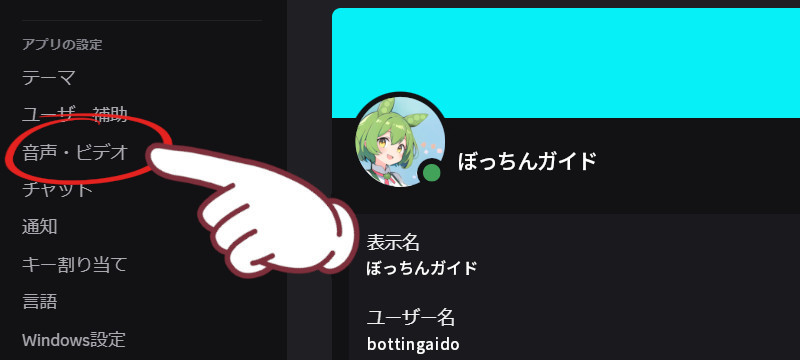 アプリの設定
テーマ
ユーザー補助
音声・ビデオ
チャット
通知
キー割り当て
言語
Windows設定
ぼっちんガイド
表示名
ぼっちんガイド
ユーザー名
bottingaido